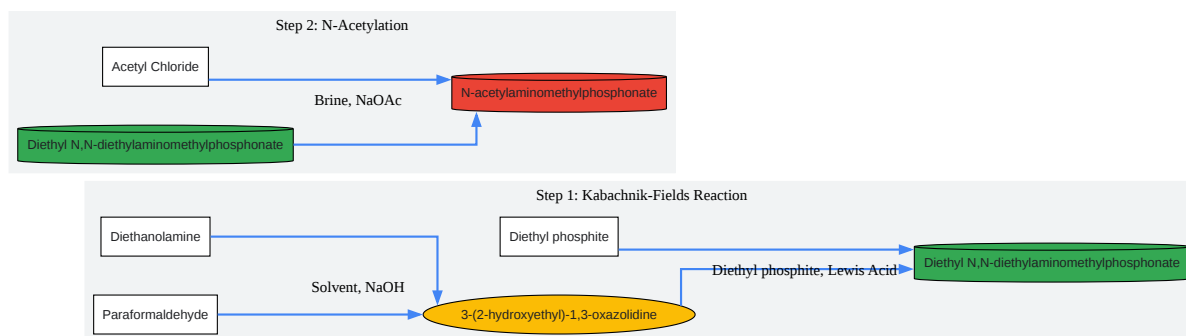 Step 2: N-Acetylation
Acetyl Chloride
N-acetylaminomethylphosphonate
Brine, NaOAc
Diethyl N,N-diethylaminomethylphosphonate
Step 1: Kabachnik-Fields Reaction
Diethanolamine
Diethyl phosphite
Diethyl N,N-diethylaminomethylphosphonate
Diethyl phosphite, Lewis Acid
Solvent, NaOH
Paraformaldehyde
3-(2-hydroxyethyl)-1,3-oxazolidine